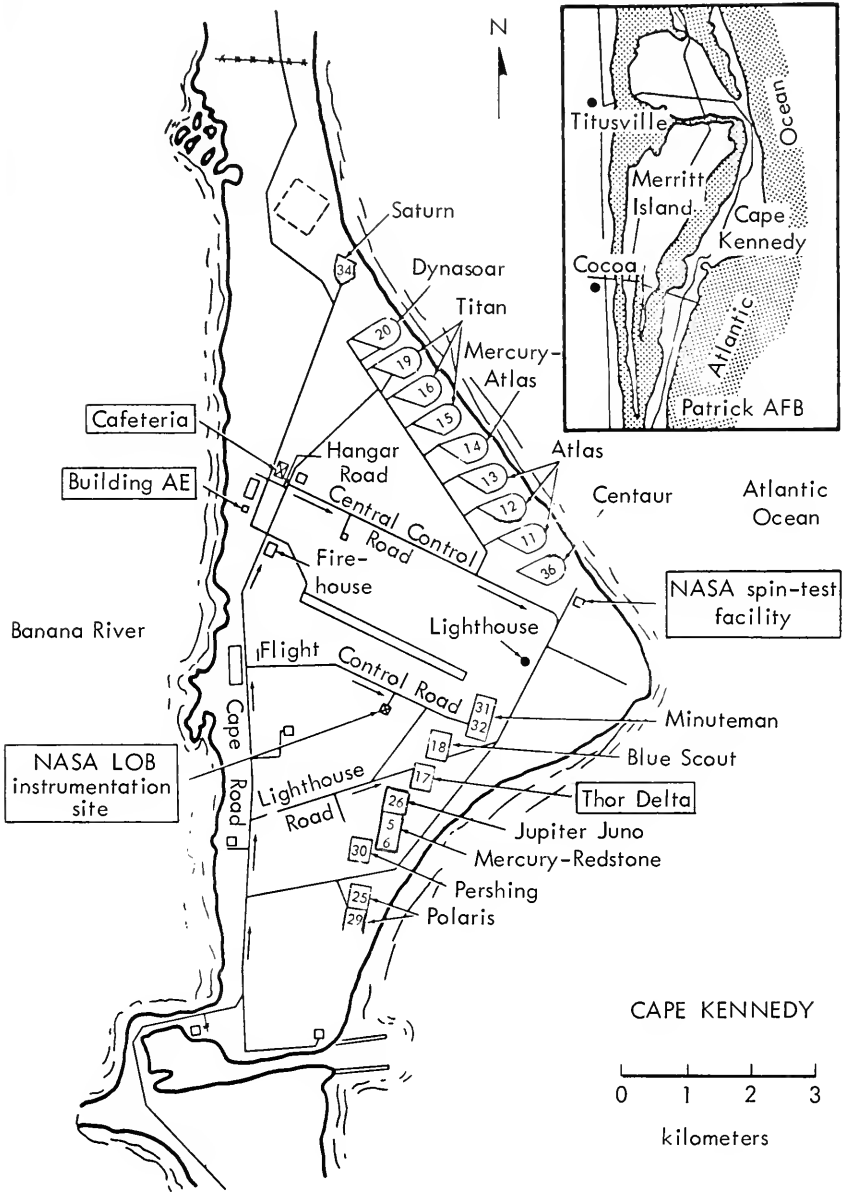 N
Titusville
Ocean
Merritt
Island
Cape
Kennedy
Cocoa
Atlantic
Patrick AFB
Saturn
34
Dynasoar
20
Titan
19
Mercury-
Atlas
16
15
Cafeteria
14
Hangar
Road
Atlas
13
Building AE
Central Control
Road
12
Centaur
Atlantic
Ocean
11
Fire-
house
36
NASA spin-test
facility
Lighthouse
Banana River
Flight
Control Road
31
32
Minuteman
Cape
Road
18
Blue Scout
NASA LOB
instrumentation
site
Lighthouse
Road
17
Thor Delta
26
Jupiter Juno
5
6
Mercury-Redstone
30
Pershing
25
Polaris
29
CAPE KENNEDY
0 1 2 3
kilometers